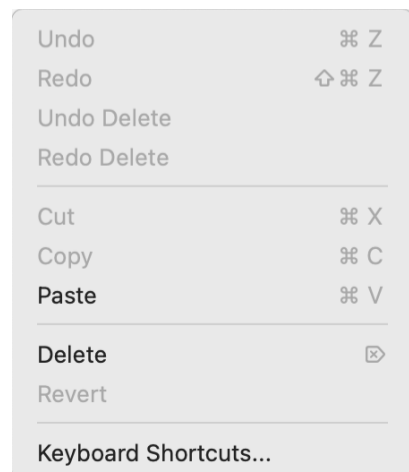 Undo ⌘ Z
Redo ⇧⌘ Z
Undo Delete
Redo Delete
Cut ⌘ X
Copy ⌘ C
Paste ⌘ V
Delete ⌦
Revert
Keyboard Shortcuts...